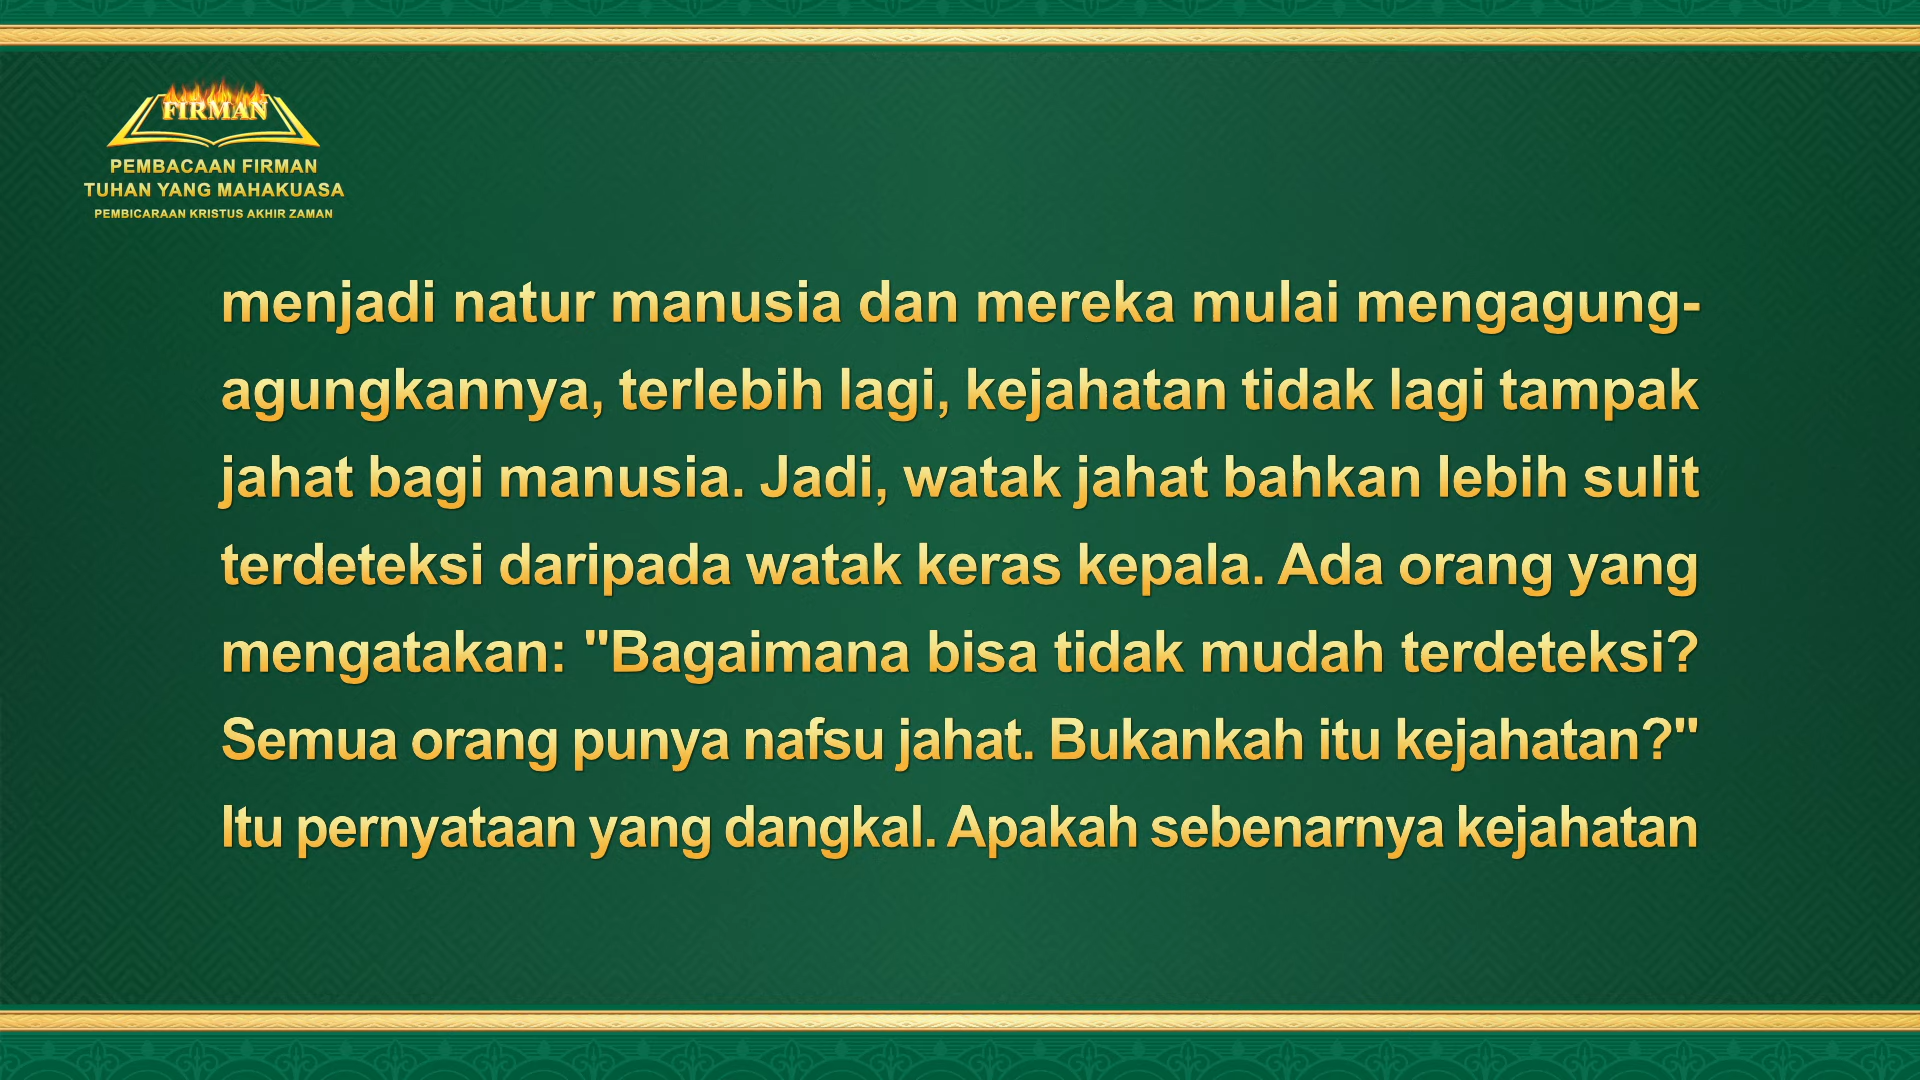 FIRMAN
PEMBACAAN FIRMAN
TUHAN YANG MAHAKUASA
PEMBICARAAN KRISTUS AKHIR ZAMAN
menjadi natur manusia dan mereka mulai mengagung-
agungkannya, terlebih lagi, kejahatan tidak lagi tampak
jahat bagi manusia. Jadi, watak jahat bahkan lebih sulit
terdeteksi daripada watak keras kepala. Ada orang yang
mengatakan: "Bagaimana bisa tidak mudah terdeteksi?
Semua orang punya nafsu jahat. Bukankah itu kejahatan?"
Itu pernyataan yang dangkal. Apakah sebenarnya kejahatan